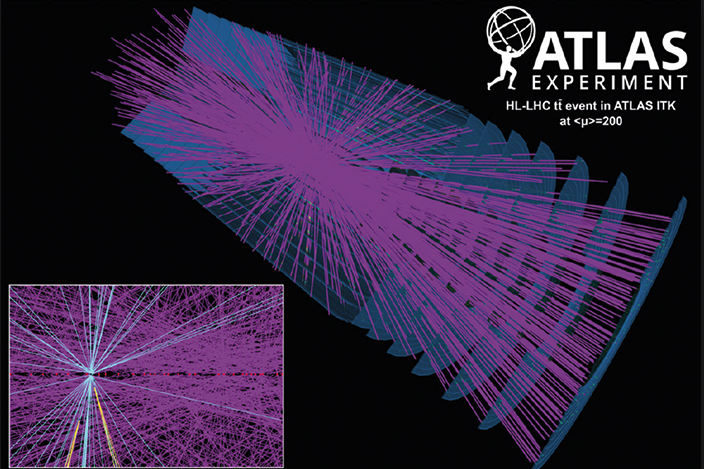 ATLAS
EXPERIMENT
HL-LHC tt̄ event in ATLAS ITK
at <µ>=200